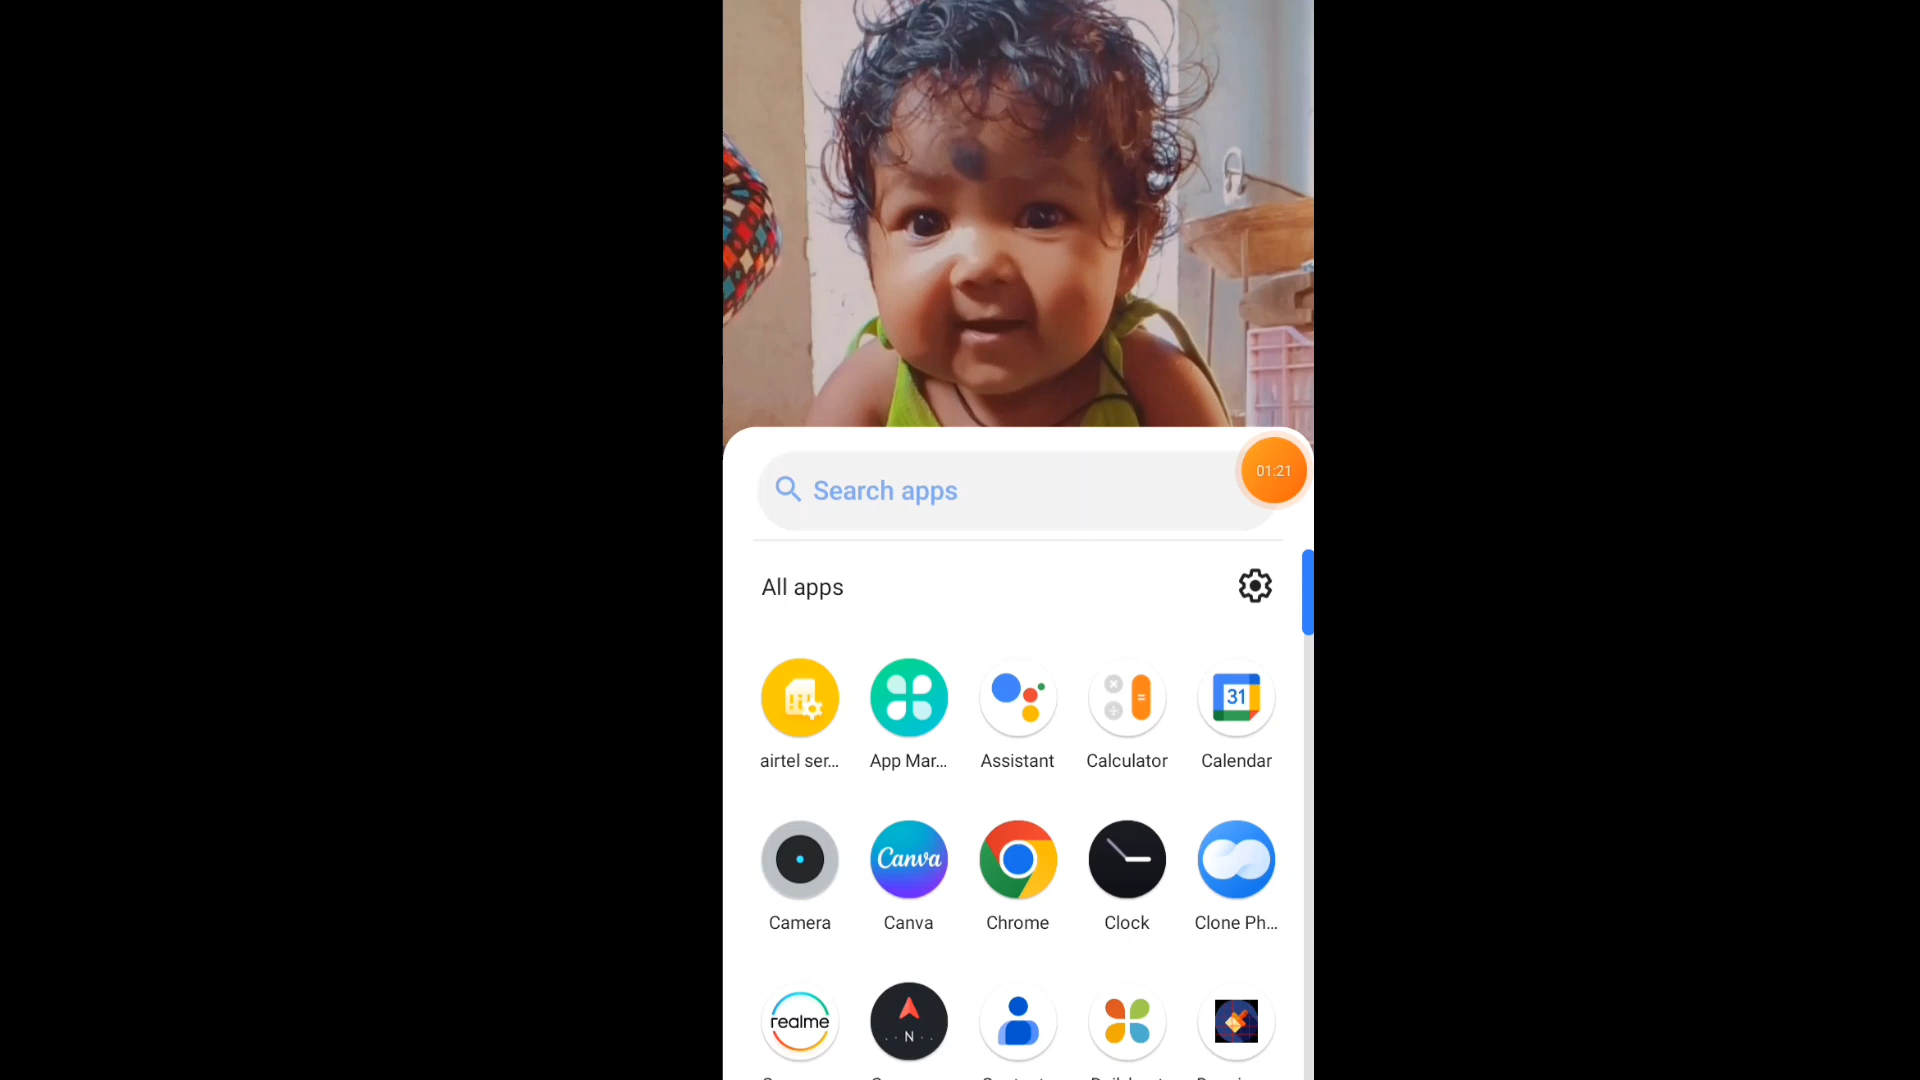 Search apps
01:21
All apps
31
airtel ser...
App Mar...
Assistant
Calculator
Calendar
Canva
Camera
Canva
Chrome
Clock
Clone Ph...
realme
N